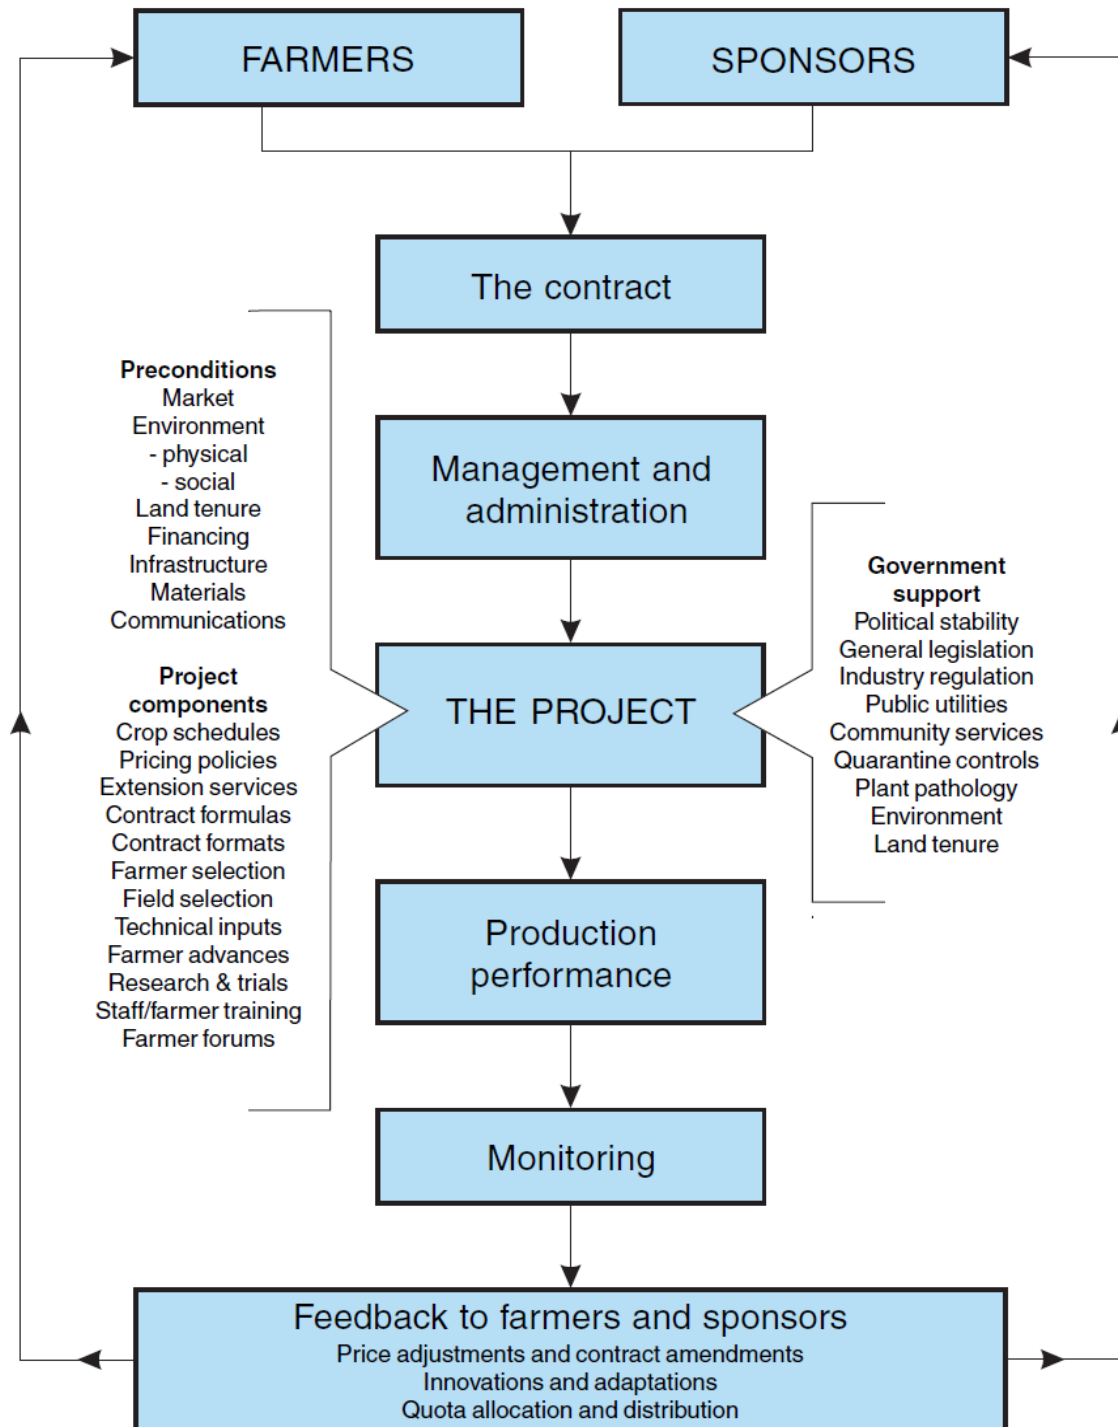 FARMERS
SPONSORS
The contract
Preconditions
Market
Environment
- physical
- social
Land tenure
Financing
Infrastructure
Materials
Communications
Management and
administration
Project
components
Crop schedules
Pricing policies
Extension services
Contract formulas
Contract formats
Farmer selection
Field selection
Technical inputs
Farmer advances
Research & trials
Staff/farmer training
Farmer forums
THE PROJECT
Government
support
Political stability
General legislation
Industry regulation
Public utilities
Community services
Quarantine controls
Plant pathology
Environment
Land tenure
Production
performance
Monitoring
Feedback to farmers and sponsors
Price adjustments and contract amendments
Innovations and adaptations
Quota allocation and distribution